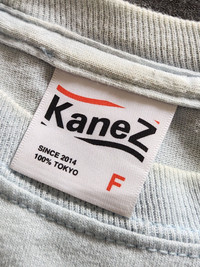 KaneZ
SINCE 2014
100% TOKYO
F